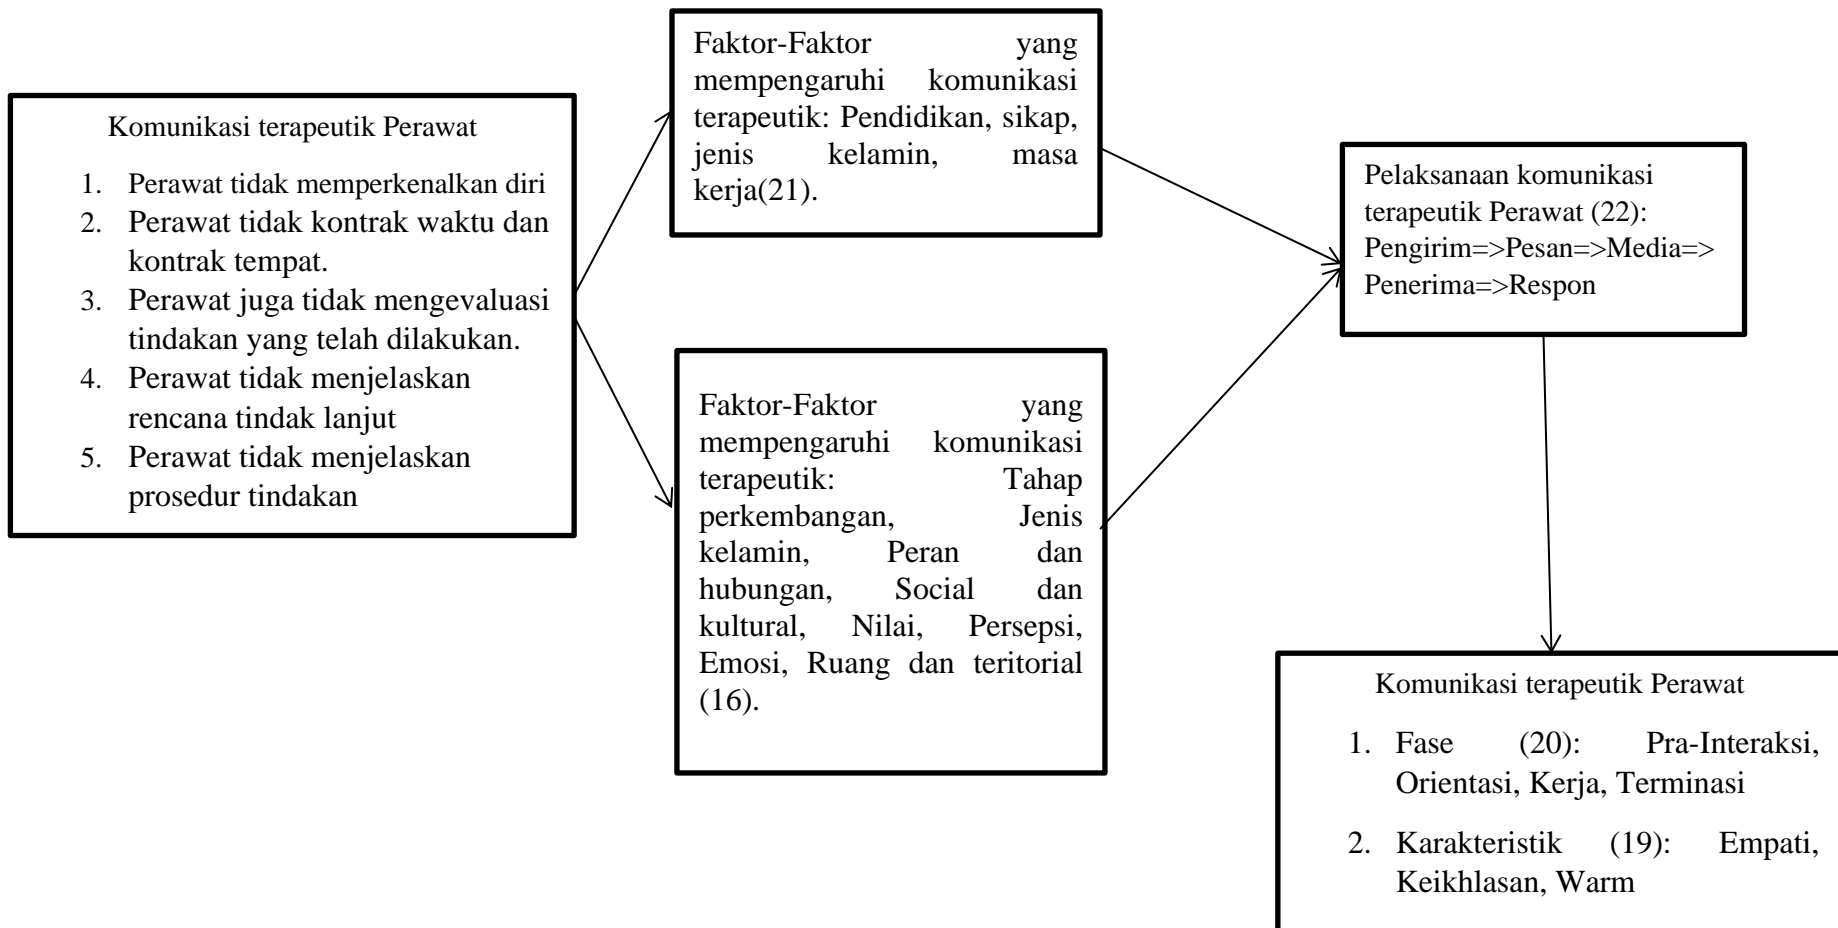 Komunikasi terapeutik Perawat
1. Perawat tidak memperkenalkan diri
2. Perawat tidak kontrak waktu dan
kontrak tempat.
3. Perawat juga tidak mengevaluasi
tindakan yang telah dilakukan.
4. Perawat tidak menjelaskan
rencana tindak lanjut
5. Perawat tidak menjelaskan
prosedur tindakan
Faktor-Faktor yang
mempengaruhi komunikasi
terapeutik: Pendidikan, sikap,
jenis kelamin, masa
kerja(21).
Faktor-Faktor yang
mempengaruhi komunikasi
terapeutik: Tahap
perkembangan, Jenis
kelamin, Peran dan
hubungan, Social dan
kultural, Nilai, Persepsi,
Emosi, Ruang dan teritorial
(16).
Pelaksanaan komunikasi
terapeutik Perawat (22):
Pengirim=>Pesan=>Media=>
Penerima=>Respon
Komunikasi terapeutik Perawat
1. Fase (20): Pra-Interaksi,
Orientasi, Kerja, Terminasi
2. Karakteristik (19): Empati,
Keikhlasan, Warm